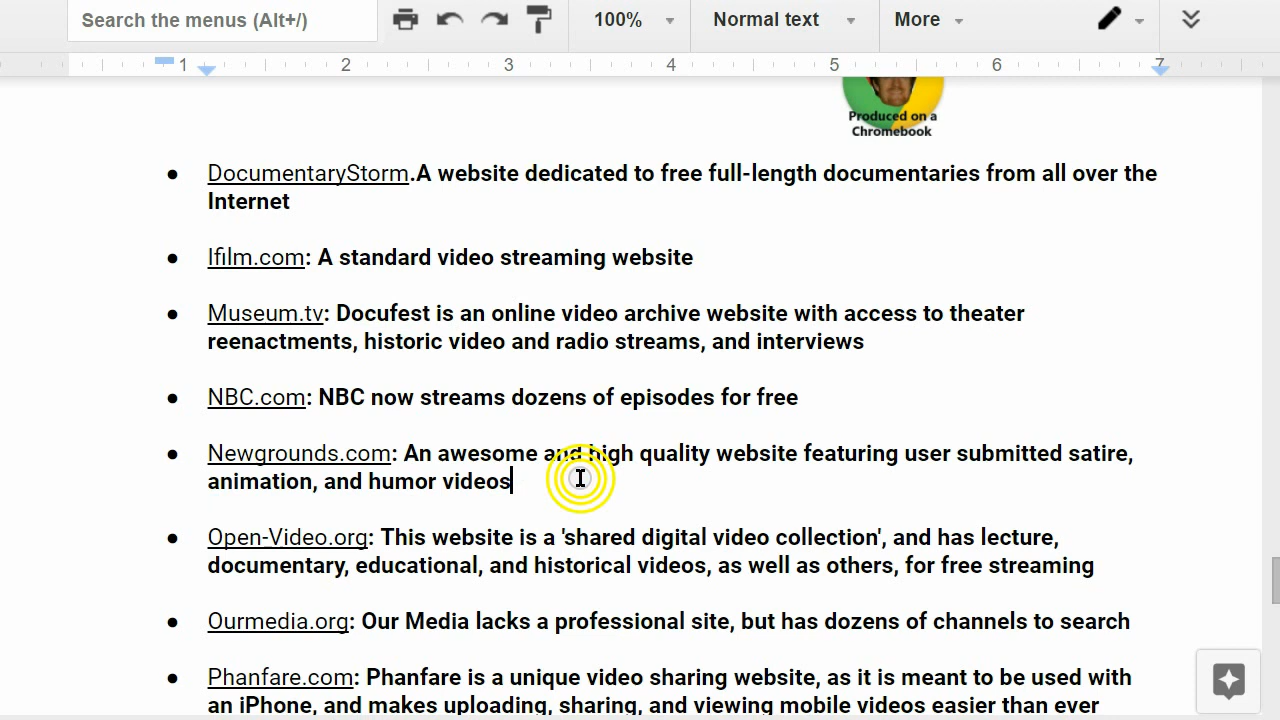 Search the menus (Alt+/) 100% Normal text More
1 2 3 4 5 6 7
Produced on a
Chromebook
● DocumentaryStorm.A website dedicated to free full-length documentaries from all over the
Internet
● Ifilm.com: A standard video streaming website
● Museum.tv: Docufest is an online video archive website with access to theater
reenactments, historic video and radio streams, and interviews
● NBC.com: NBC now streams dozens of episodes for free
● Newgrounds.com: An awesome and high quality website featuring user submitted satire,
animation, and humor videos
● Open-Video.org: This website is a 'shared digital video collection', and has lecture,
documentary, educational, and historical videos, as well as others, for free streaming
● Ourmedia.org: Our Media lacks a professional site, but has dozens of channels to search
● Phanfare.com: Phanfare is a unique video sharing website, as it is meant to be used with
an iPhone, and makes uploading, sharing, and viewing mobile videos easier than ever